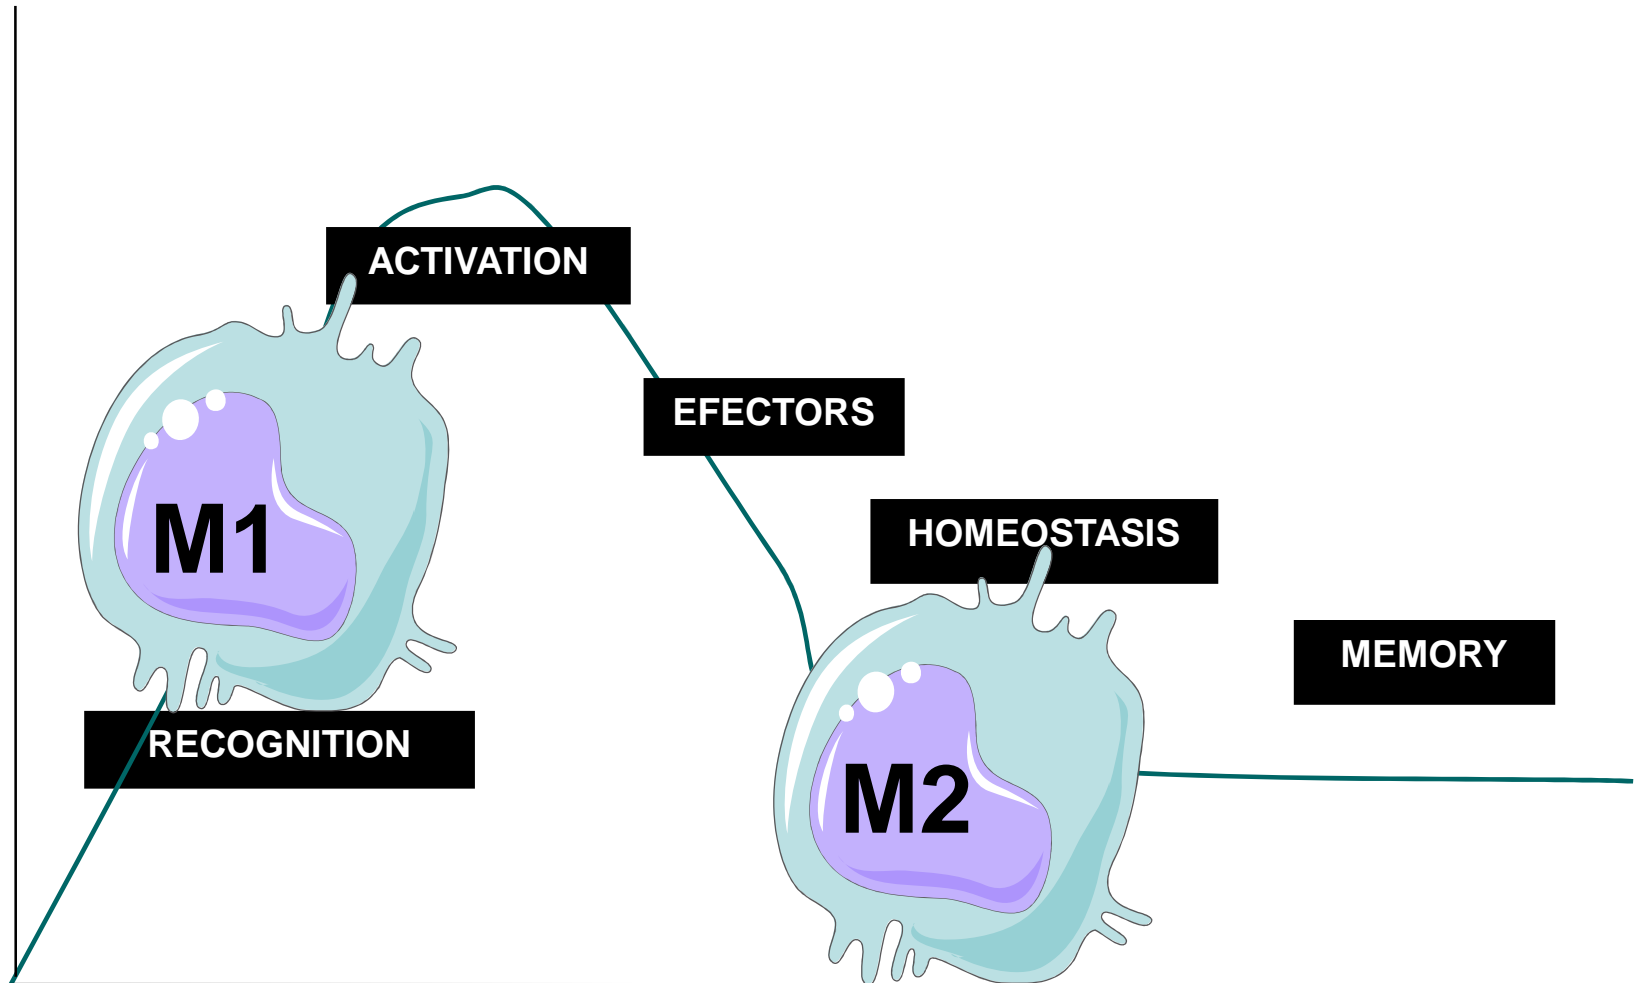 ACTIVATION
EFECTORS
M1
HOMEOSTASIS
MEMORY
RECOGNITION
M2